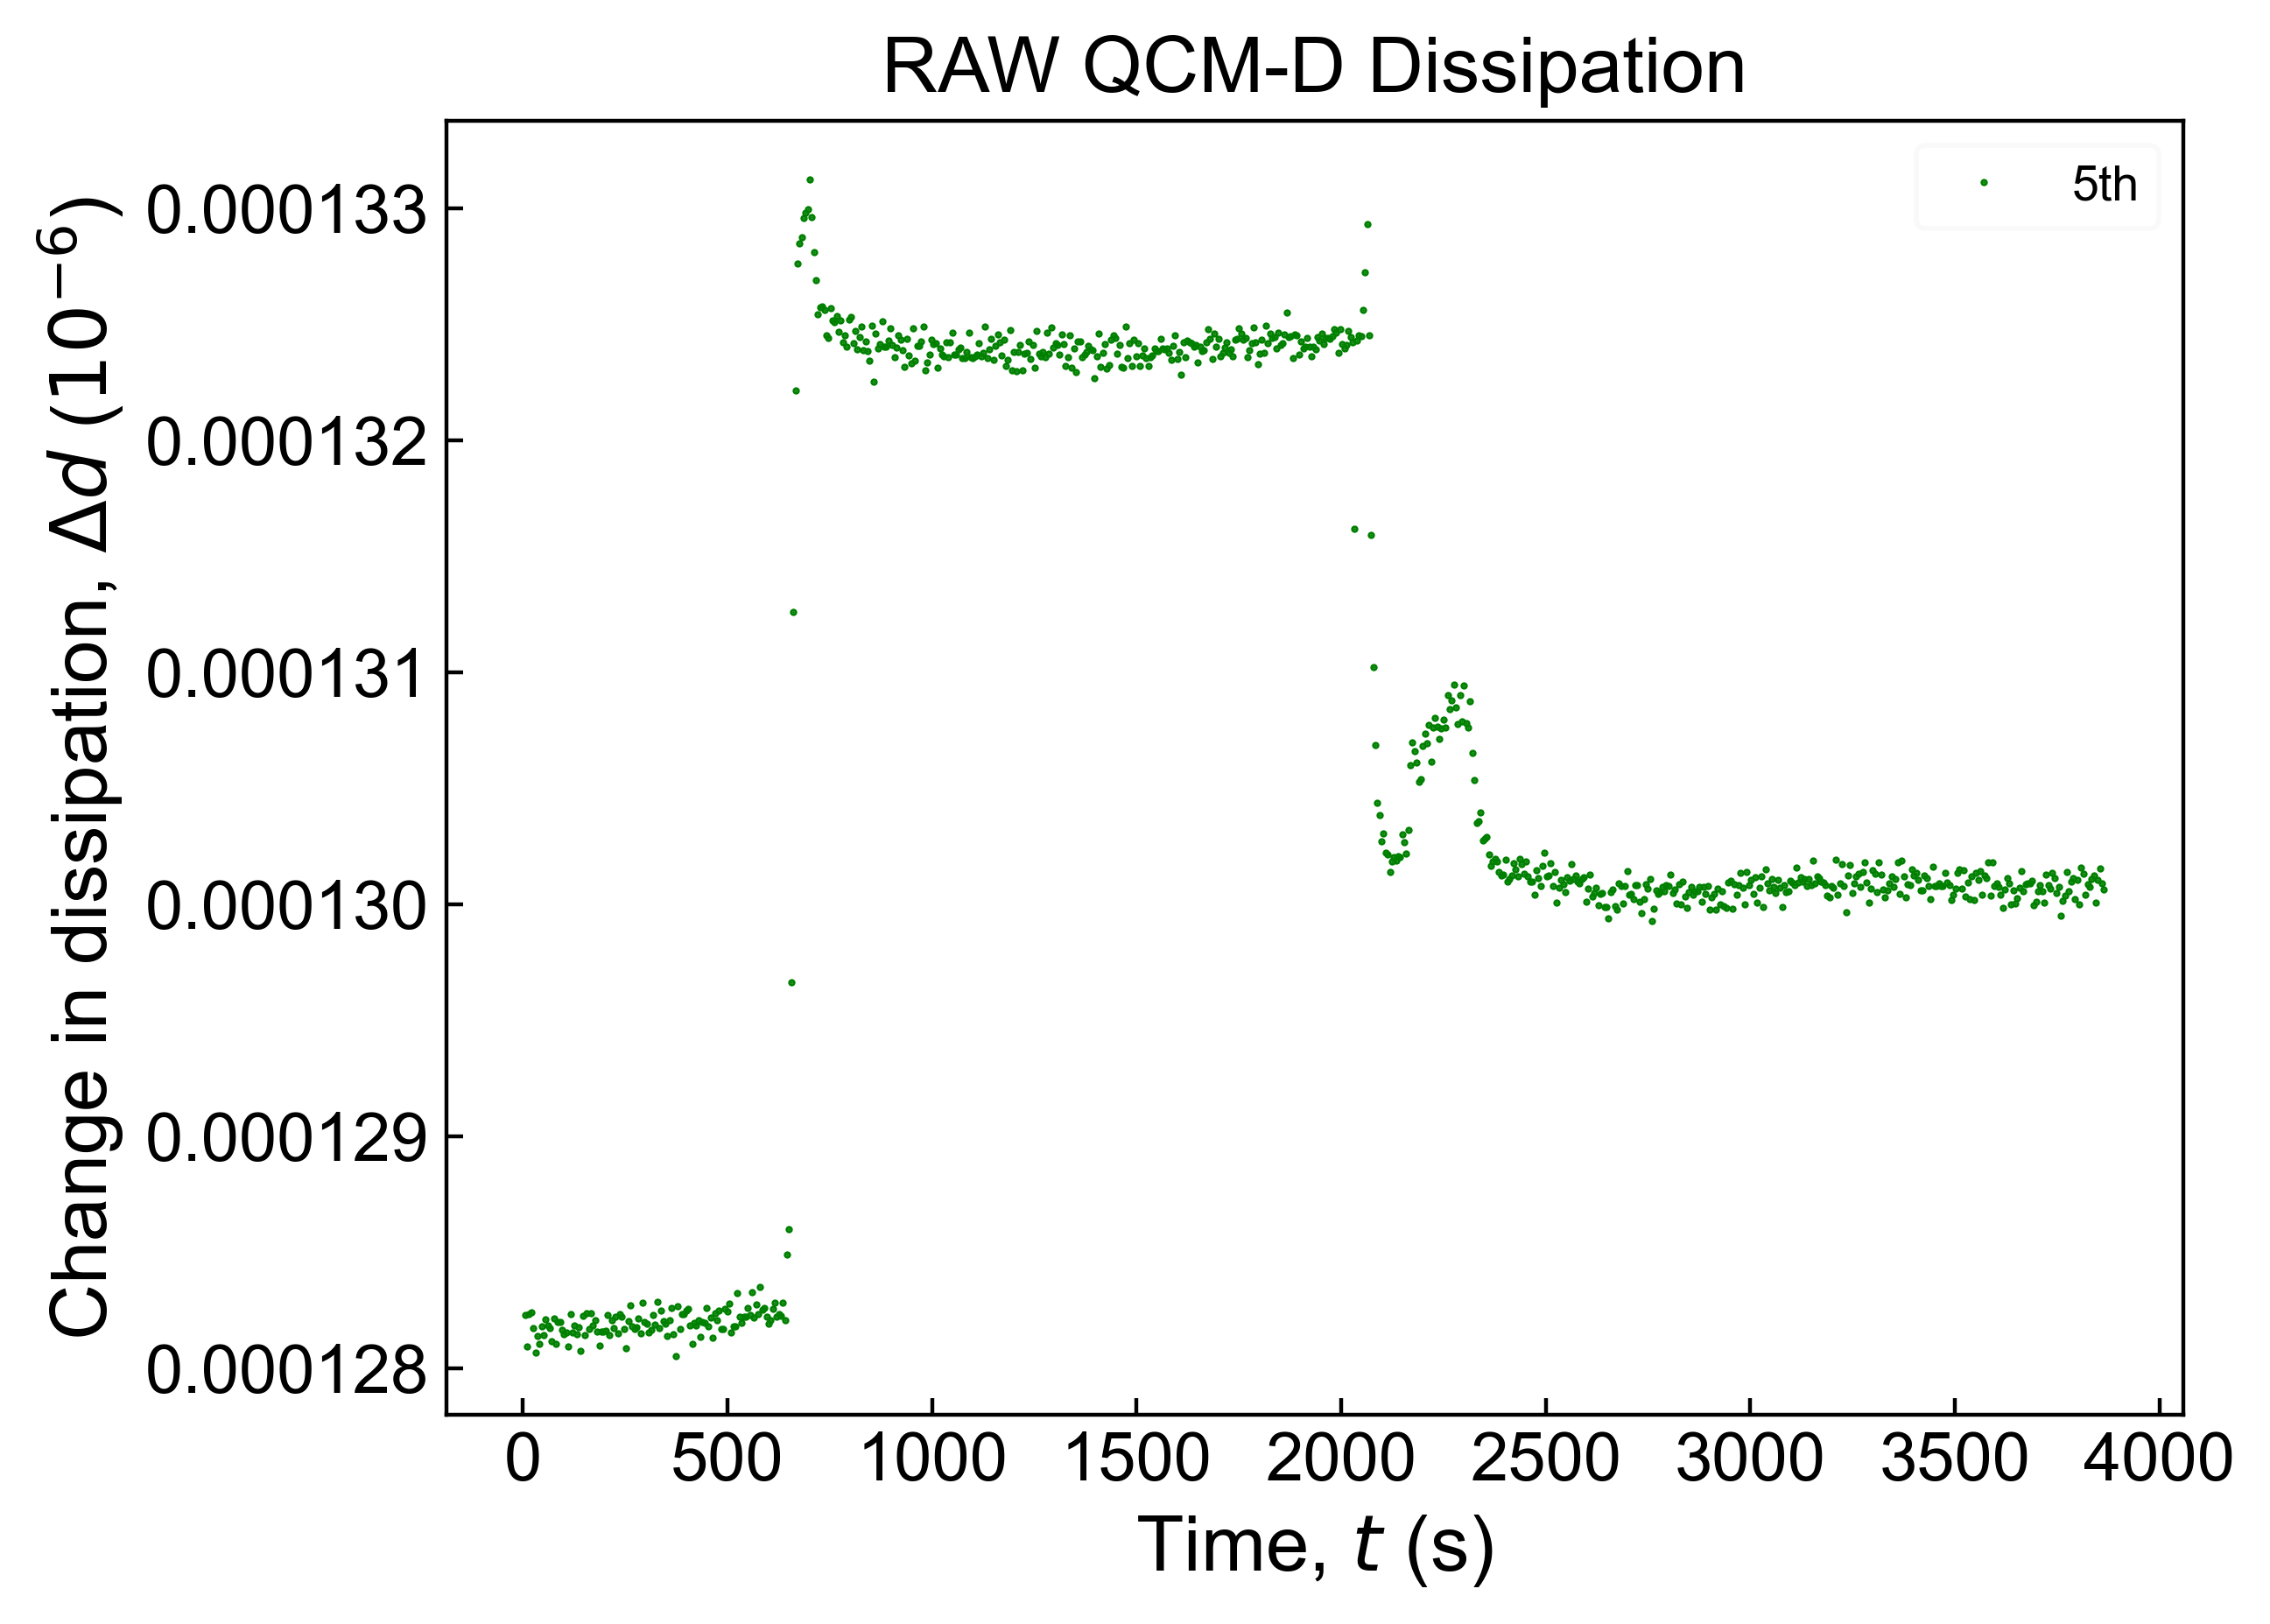 RAW QCM-D Dissipation
5th
Change in dissipation, Δd (10⁻⁶)
0.000133
0.000132
0.000131
0.000130
0.000129
0.000128
0 500 1000 1500 2000 2500 3000 3500 4000
Time, t (s)